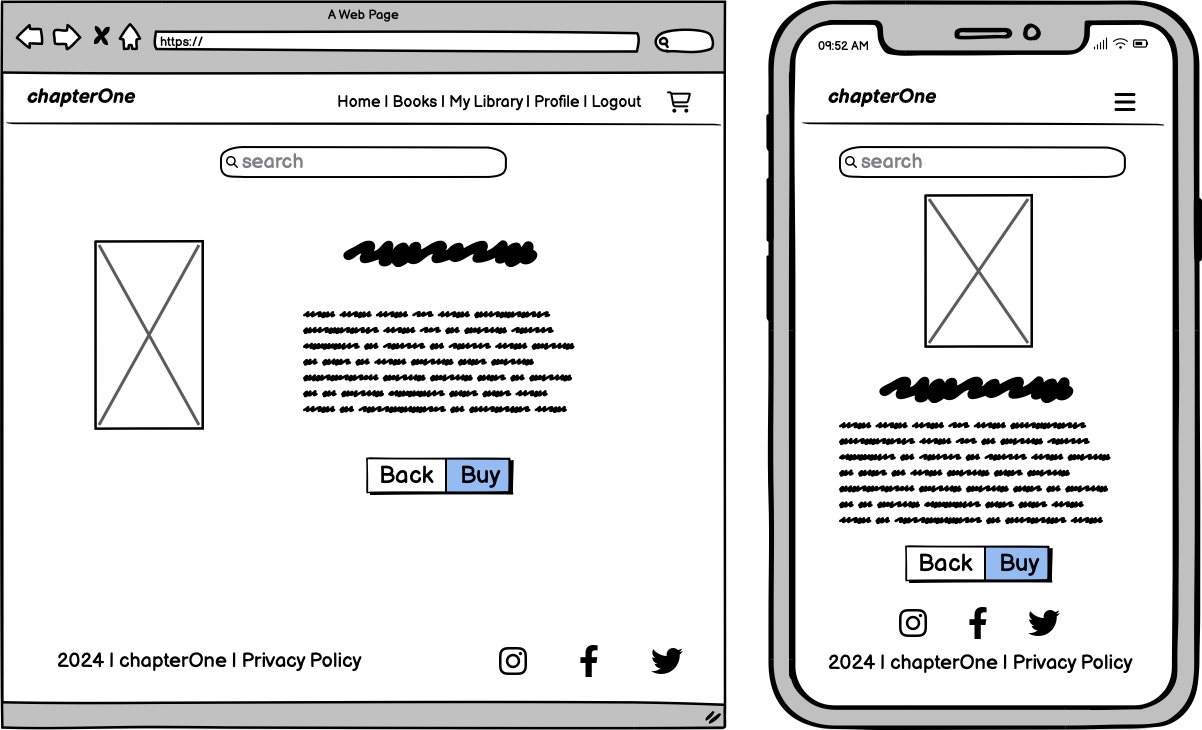 A Web Page
https://
chapterOne
Home | Books | My Library | Profile | Logout
search
Back Buy
2024 | chapterOne | Privacy Policy
09:52 AM
chapterOne
search
Back Buy
2024 | chapterOne | Privacy Policy